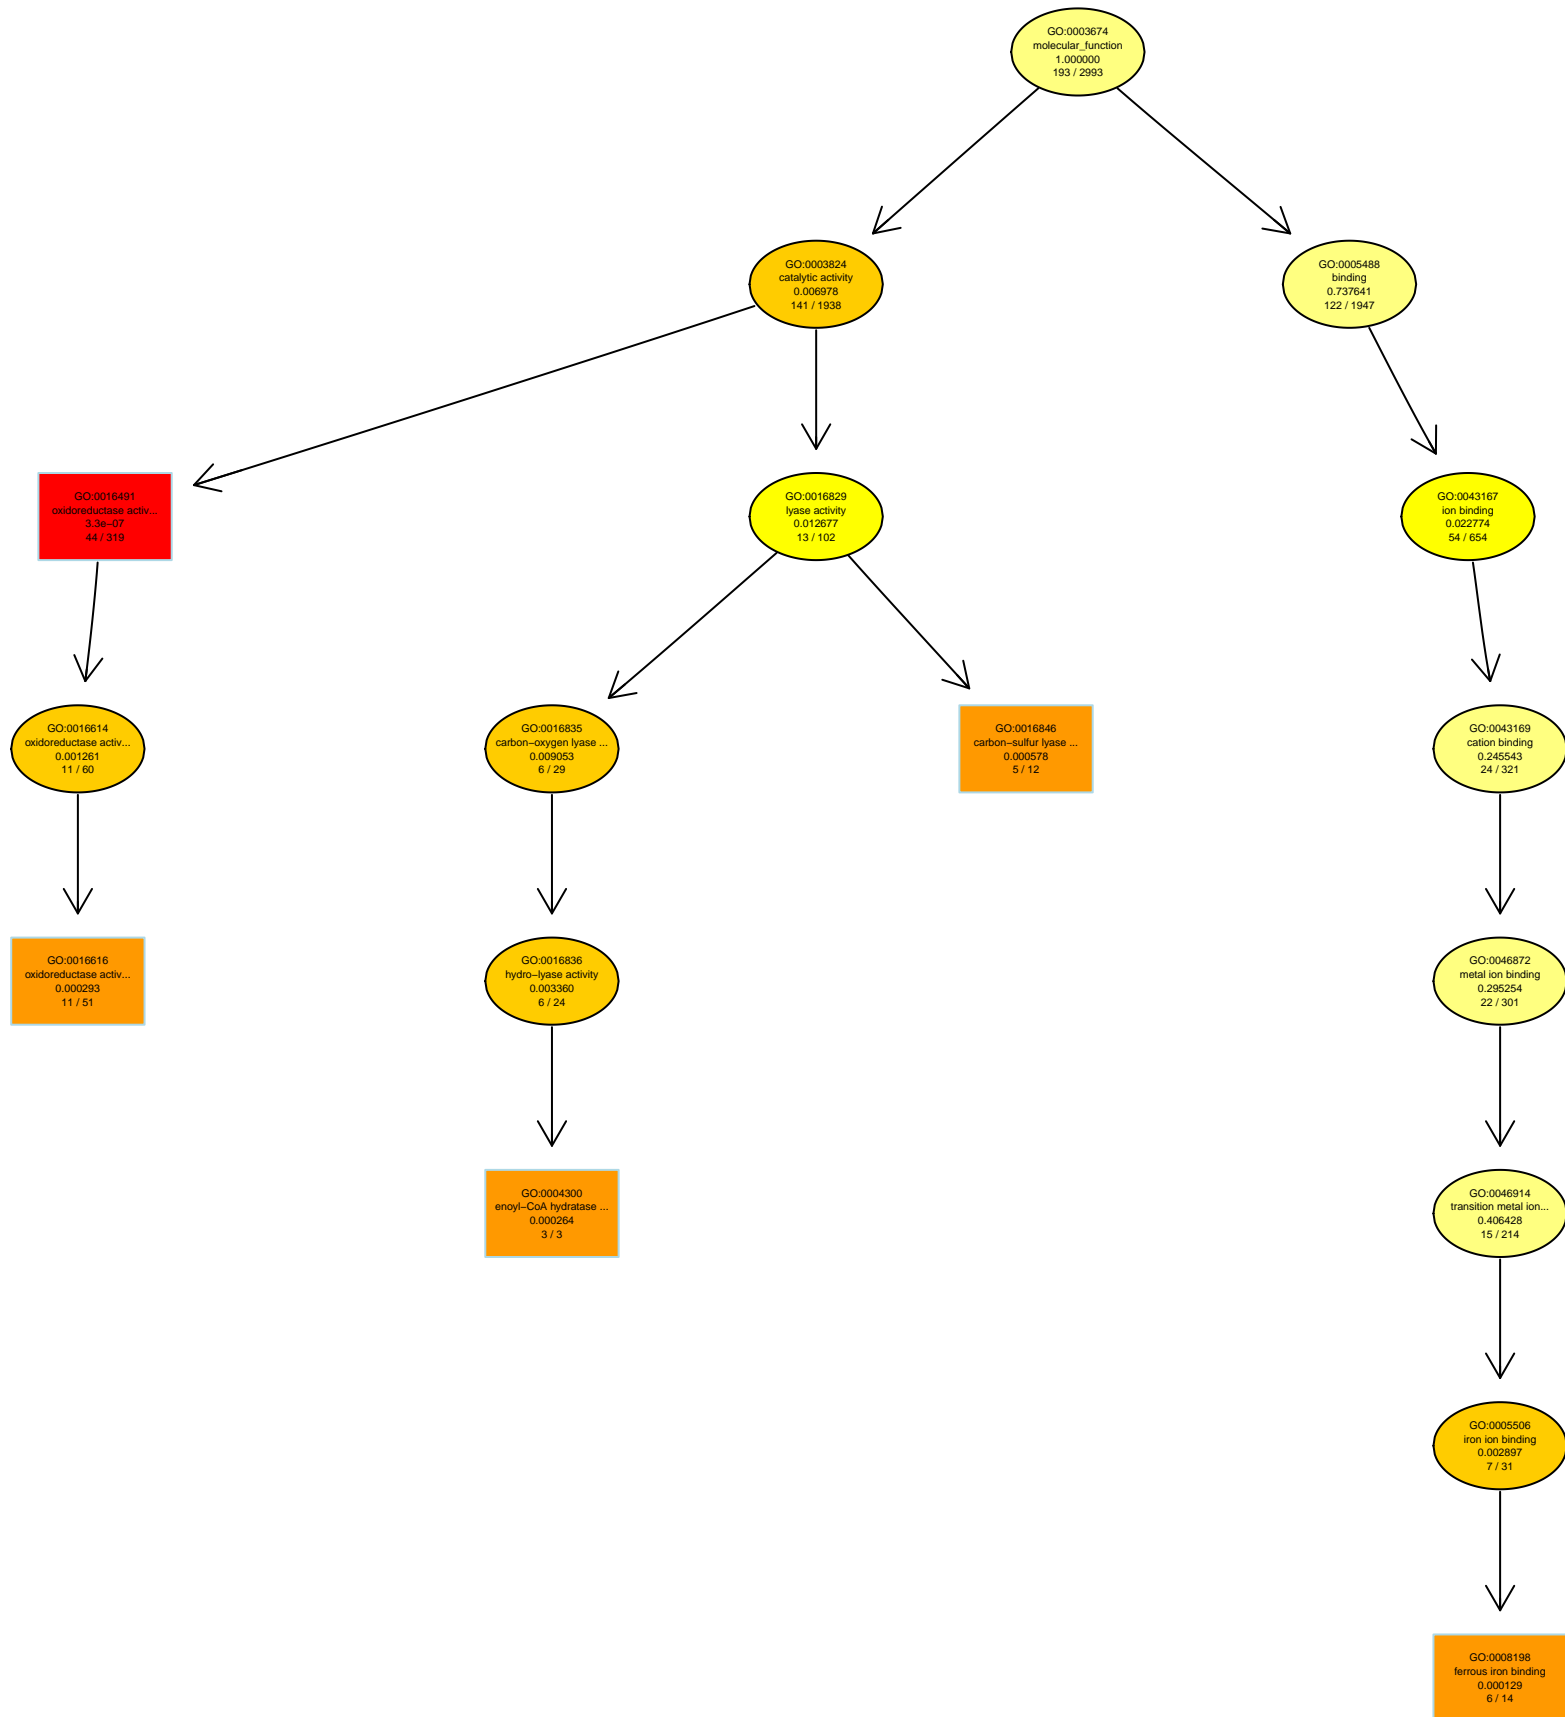 GO:0003674
molecular_function
1.000000
193 / 2993
GO:0003824
catalytic activity
0.006978
141 / 1938
GO:0005488
binding
0.737641
122 / 1947
GO:0016491
oxidoreductase activ...
3.3e−07
44 / 319
GO:0016829
lyase activity
0.012677
13 / 102
GO:0043167
ion binding
0.022774
54 / 654
GO:0016614
oxidoreductase activ...
0.001261
11 / 60
GO:0016835
carbon−oxygen lyase ...
0.009053
6 / 29
GO:0016846
carbon−sulfur lyase ...
0.000578
5 / 12
GO:0043169
cation binding
0.245543
24 / 321
GO:0016616
oxidoreductase activ...
0.000293
11 / 51
GO:0016836
hydro−lyase activity
0.003360
6 / 24
GO:0046872
metal ion binding
0.295254
22 / 301
GO:0004300
enoyl−CoA hydratase ...
0.000264
3 / 3
GO:0046914
transition metal ion...
0.406428
15 / 214
GO:0005506
iron ion binding
0.002897
7 / 31
GO:0008198
ferrous iron binding
0.000129
6 / 14